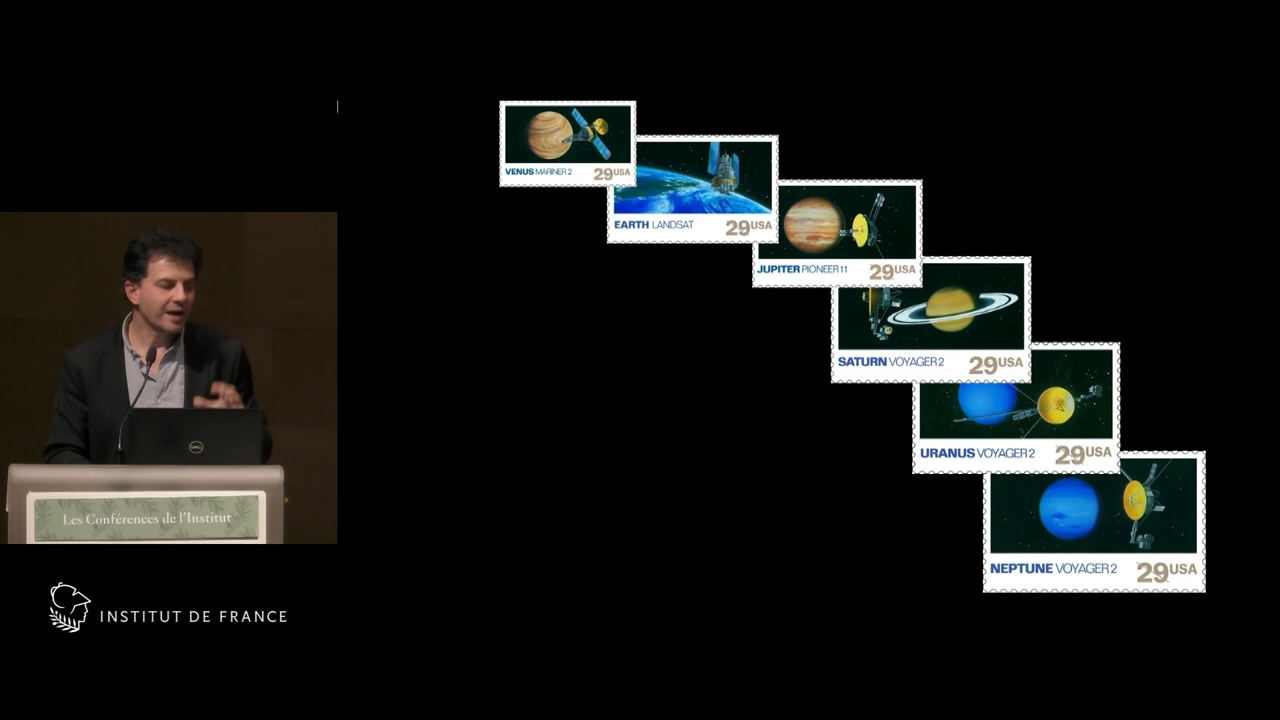 VENUS MARINER 2 29USA
EARTH LANDSAT 29USA
JUPITER PIONEER 11 29USA
SATURN VOYAGER 2 29USA
URANUS VOYAGER 2 29USA
NEPTUNE VOYAGER 2 29USA
DELL
Les Conférences de l'Institut
INSTITUT DE FRANCE